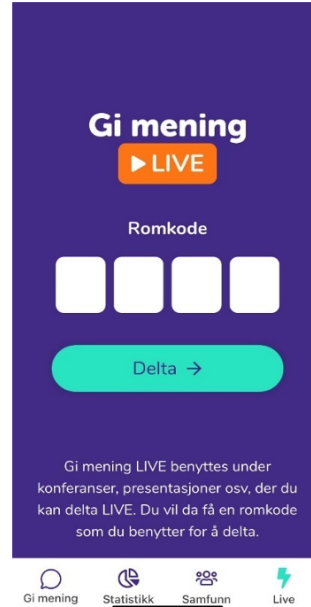 Gi mening
LIVE
Romkode
Delta →
Gi mening LIVE benyttes under
konferanser, presentasjoner osv, der du
kan delta LIVE. Du vil da få en romkode
som du benytter for å delta.
Gi mening Statistikk Samfunn Live